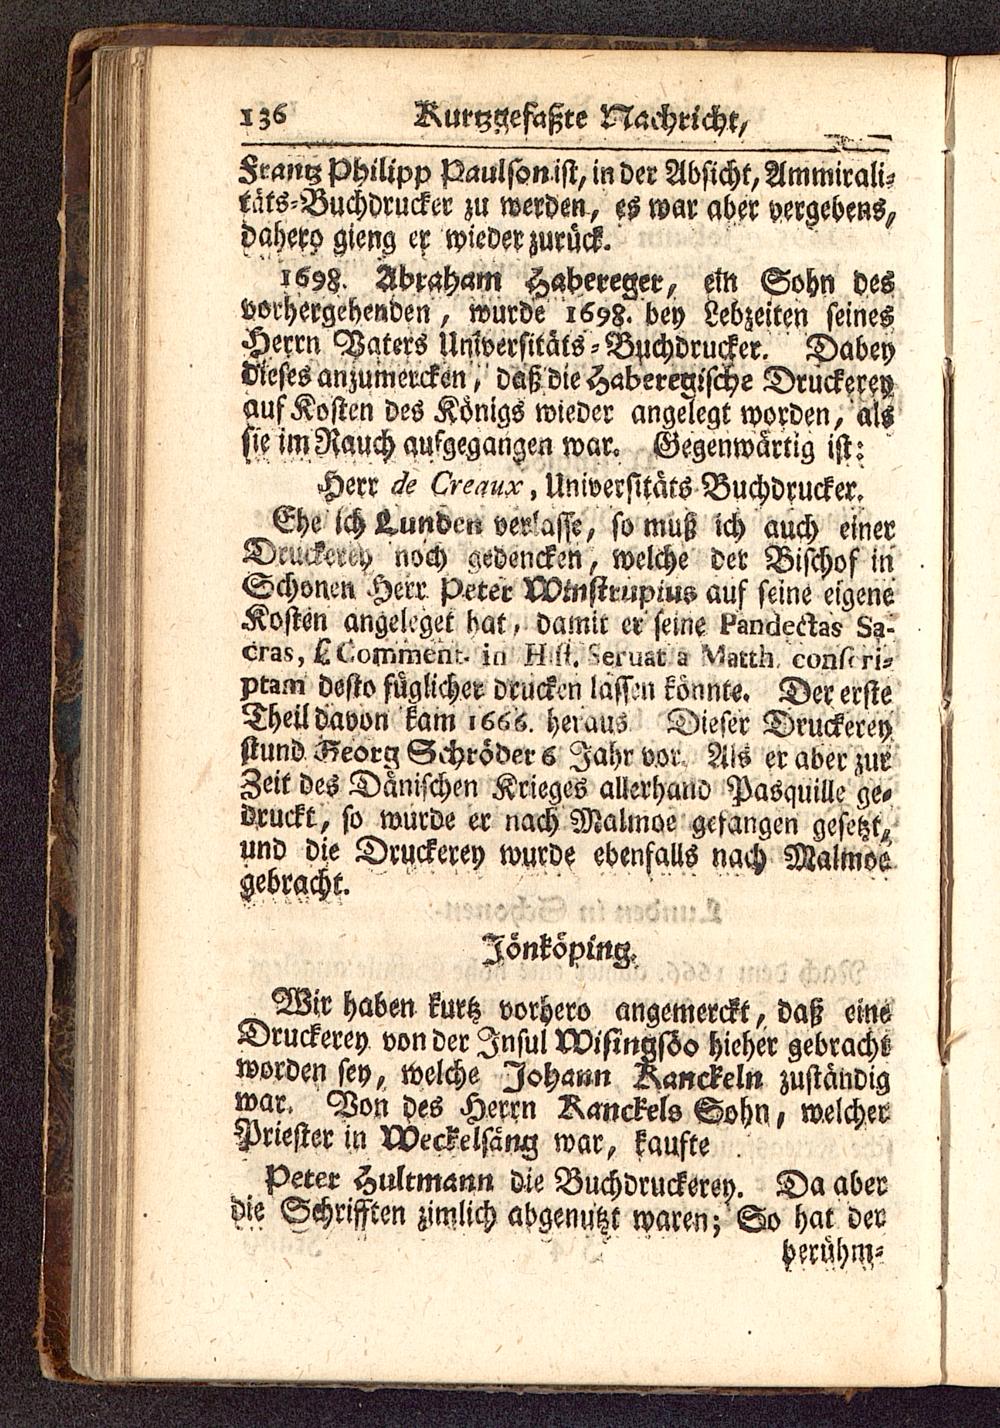 136 Kurtzgefaßte Nachricht,
Frantz Philipp Paulson ist, in der Absicht, Ammirali-
täts-Buchdrucker zu werden, es war aber vergebens,
dahero gieng er wieder zurück.
1698. Abraham Habereger, ein Sohn des
vorhergehenden, wurde 1698. bey Lebzeiten seines
Herrn Vaters Universitäts-Buchdrucker. Dabey
dieses anzumercken, daß die Haberegische Druckerey
auf Kosten des Königs wieder angelegt worden, als
sie im Rauch aufgegangen war. Gegenwärtig ist:
Herr de Creaux, Universitäts-Buchdrucker.
Ehe ich Lunden verlasse, so muß ich auch einer
Druckerey noch gedencken, welche der Bischof in
Schonen Herr Peter Winstrupius auf seine eigene
Kosten angeleget hat, damit er seine Pandectas Sa-
cras, l. Comment. in Hist. Seruat a Matth. conscri-
ptam desto füglicher drucken lassen könnte. Der erste
Theil davon kam 1666. heraus. Dieser Druckerey
stund Georg Schröder 6 Jahr vor. Als er aber zur
Zeit des Dänischen Krieges allerhand Pasquille ge-
druckt, so wurde er nach Malmoe gefangen gesetzt,
und die Druckerey wurde ebenfalls nach Malmoe
gebracht.
Jönköping.
Wir haben kurtz vorhero angemerckt, daß eine
Druckerey von der Insul Wisingsöo hieher gebracht
worden sey, welche Johann Kanckeln zuständig
war. Von des Herrn Kanckels Sohn, welcher
Priester in Weckelsäng war, kaufte
Peter Hultmann die Buchdruckerey. Da aber
die Schrifften zimlich abgenutzt waren; So hat der
berühm-